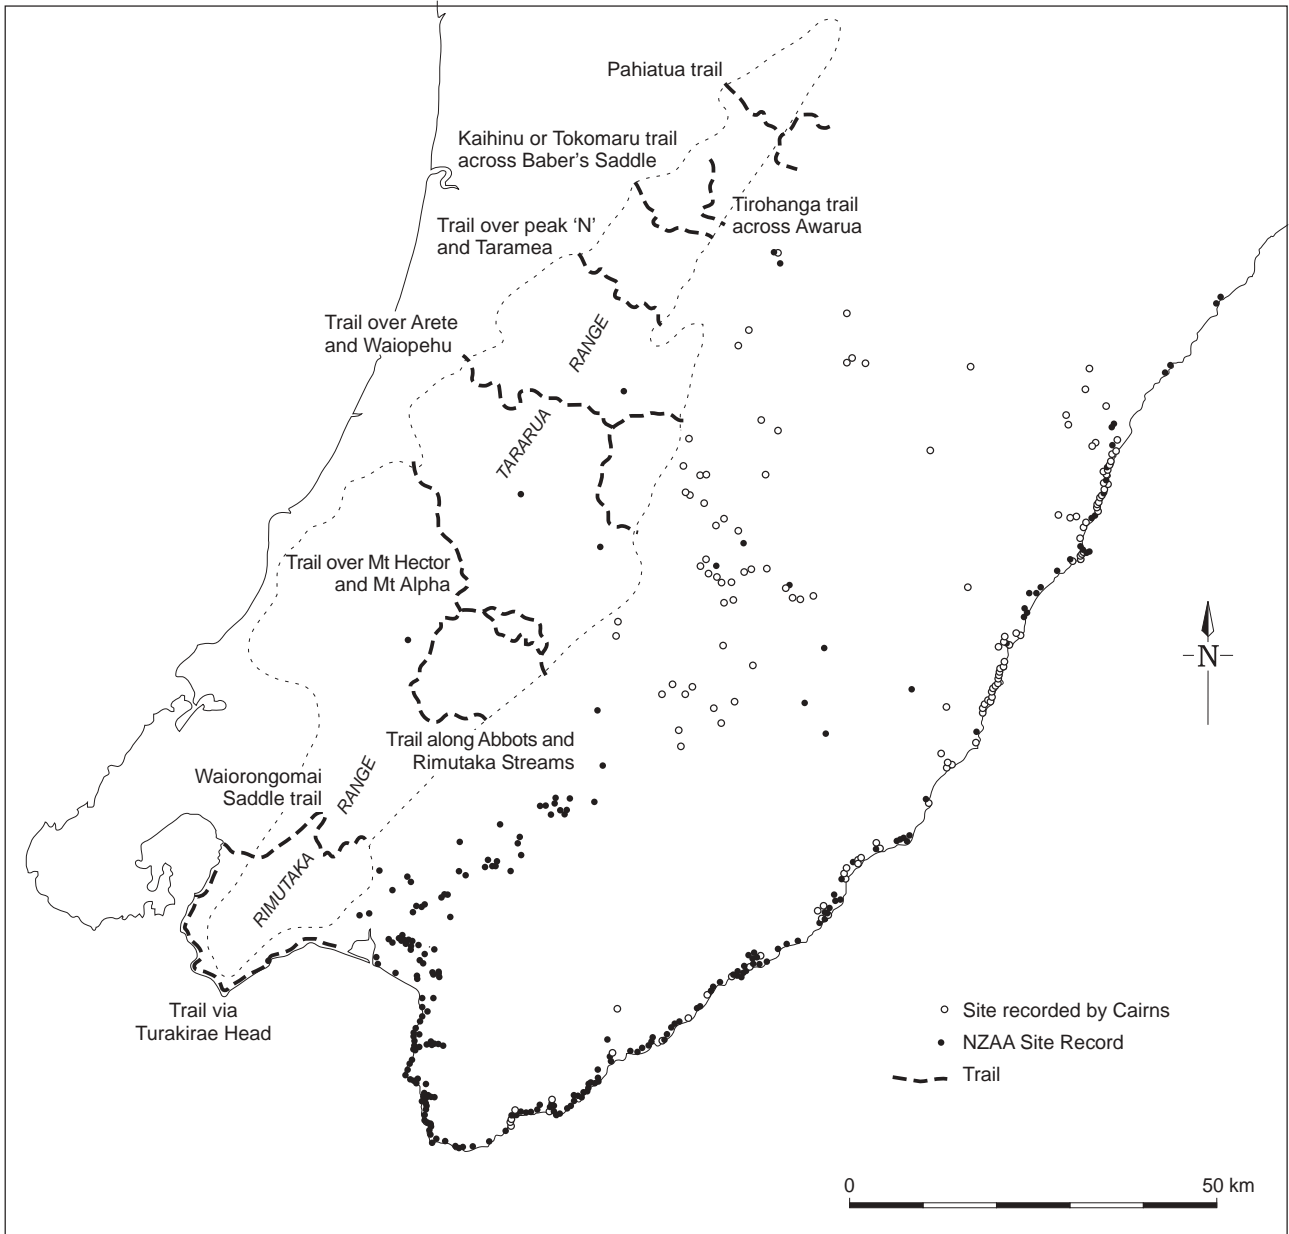 Pahiatua trail
Kaihinu or Tokomaru trail
across Baber's Saddle
Tirohanga trail
across Awarua
Trail over peak ‘N’
and Taramea
Trail over Arete
and Waiopehu
RANGE
TARARUA
Trail over Mt Hector
and Mt Alpha
N
Trail along Abbots and
Rimutaka Streams
Waiorongomai
Saddle trail
RANGE
RIMUTAKA
Trail via
Turakirae Head
Site recorded by Cairns
NZAA Site Record
Trail
0 50 km